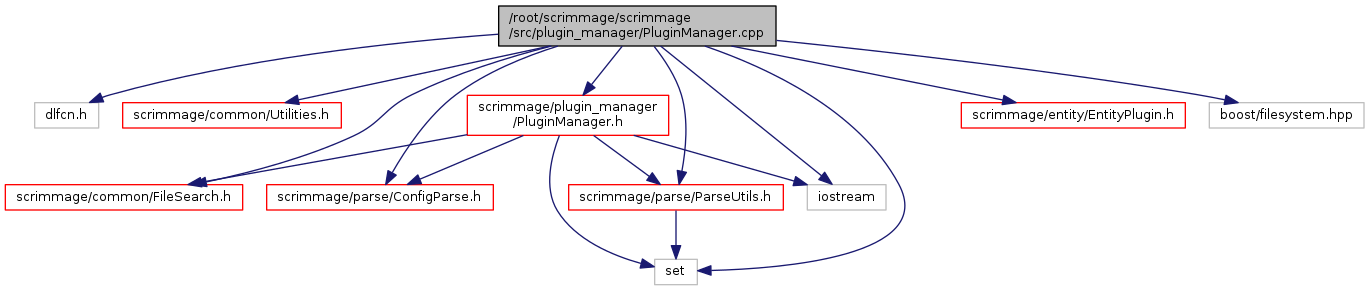 /root/scrimmage/scrimmage
/src/plugin_manager/PluginManager.cpp
dlfcn.h
scrimmage/common/Utilities.h
scrimmage/plugin_manager
/PluginManager.h
scrimmage/entity/EntityPlugin.h
boost/filesystem.hpp
scrimmage/common/FileSearch.h
scrimmage/parse/ConfigParse.h
scrimmage/parse/ParseUtils.h
iostream
set